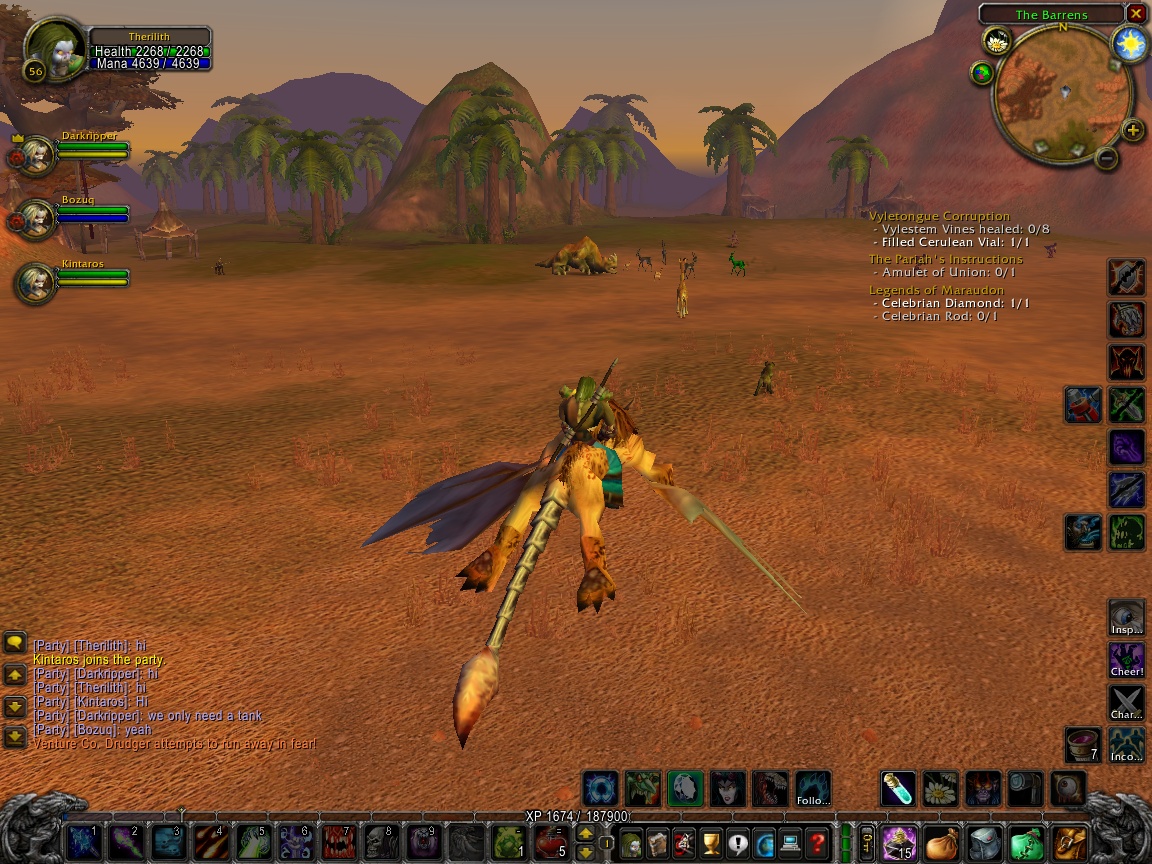 Therilith
Health 2268 / 2268
Mana 4639 / 4639
56
Darkripper
Bozuq
Kintaros
The Barrens
N
Vyletongue Corruption
- Vylestem Vines healed: 0/8
- Filled Cerulean Vial: 1/1
The Pariah's Instructions
- Amulet of Union: 0/1
Legends of Maraudon
- Celebrian Diamond: 1/1
- Celebrian Rod: 0/1
Insp...
Cheer!
Char...
7
Inco...
[Party] [Therilith]: hi
Kintaros joins the party.
[Party] [Darkripper]: hi
[Party] [Therilith]: hi
[Party] [Kintaros]: Hi
[Party] [Darkripper]: we only need a tank
[Party] [Bozuq]: yeah
Venture Co. Drudger attempts to run away in fear!
Follo...
XP 1674 / 187900
1
2
3
4
5
6
7
8
9
1
5
1
15